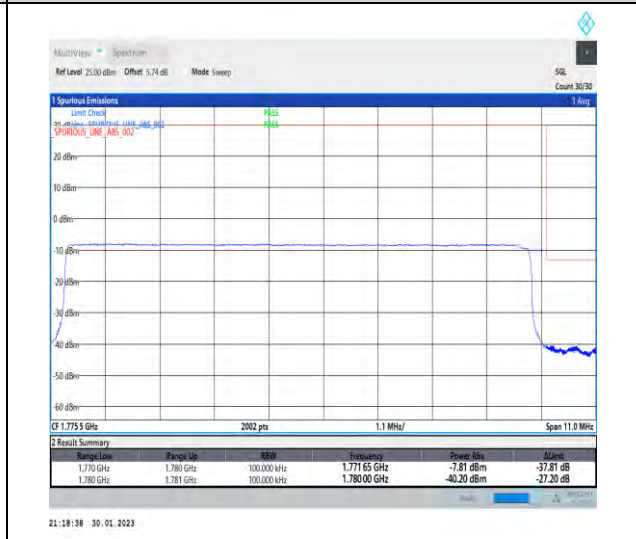 MultiView Spectrum
Ref Level 25.00 dBm Offset 5.74 dB Mode Sweep SGL
Count 30/30
1 Spurious Emissions 1 Avg
Limit Check PASS
SPURIOUS_LINE_ABS_002 PASS
SPURIOUS_LINE_ABS_002
20 dBm
10 dBm
0 dBm
-10 dBm
-20 dBm
-30 dBm
-40 dBm
-50 dBm
-60 dBm
CF 1.775 5 GHz 2002 pts 1.1 MHz/ Span 11.0 MHz
2 Result Summary
Range Low Range Up RBW Frequency Power Abs ΔLimit
1.770 GHz 1.780 GHz 100.000 kHz 1.771 65 GHz -7.81 dBm -37.81 dB
1.780 GHz 1.781 GHz 100.000 kHz 1.780 00 GHz -40.20 dBm -27.20 dB
21:18:38 30.01.2023